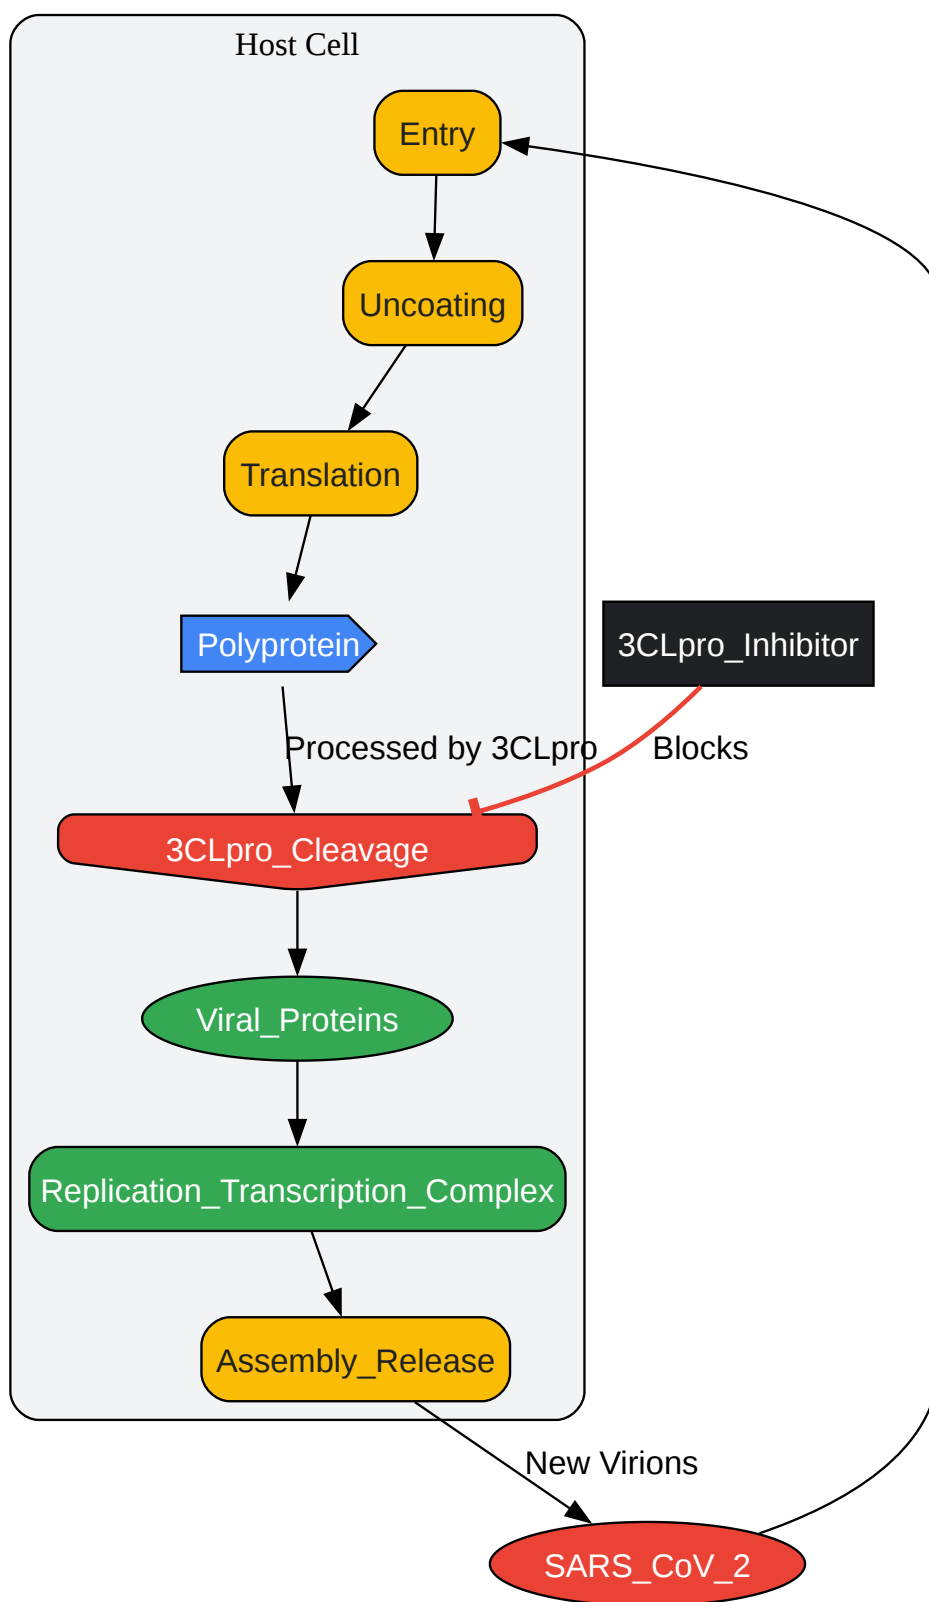 Host Cell
Entry
Uncoating
Translation
Polyprotein
3CLpro_Inhibitor
Processed by 3CLpro
Blocks
3CLpro_Cleavage
Viral_Proteins
Replication_Transcription_Complex
Assembly_Release
New Virions
SARS_CoV_2